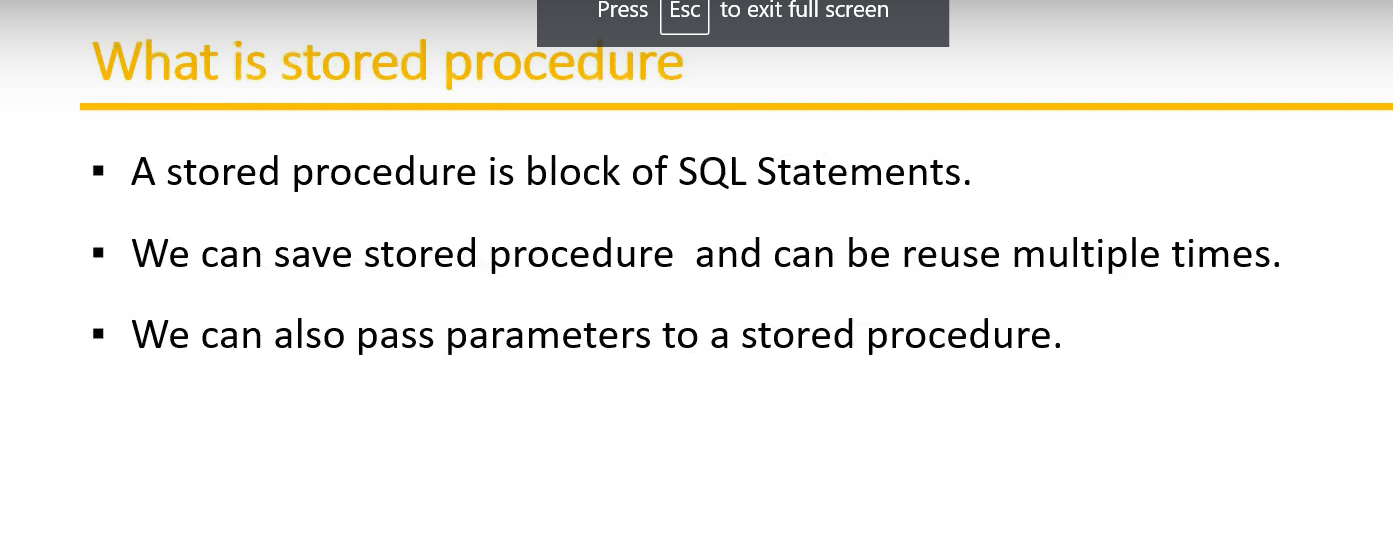 Press Esc to exit full screen
What is stored procedure
▪ A stored procedure is block of SQL Statements.
▪ We can save stored procedure  and can be reuse multiple times.
▪ We can also pass parameters to a stored procedure.